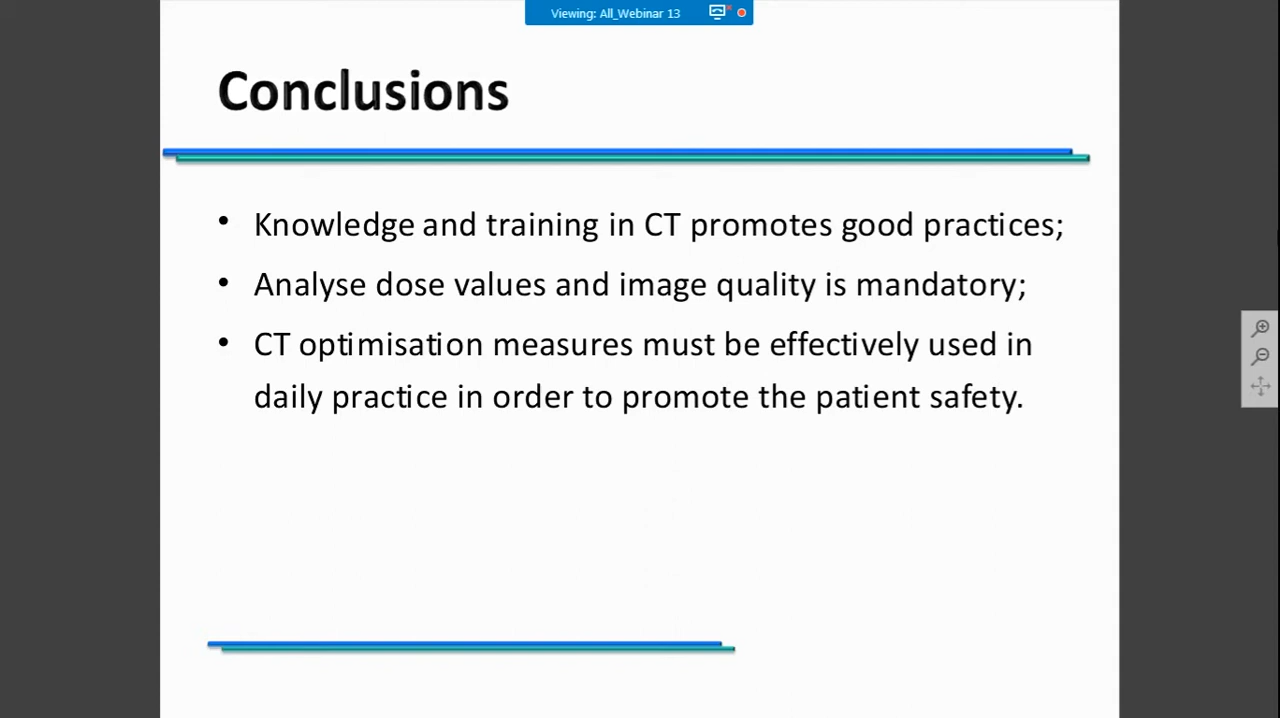 Viewing: All_Webinar 13
Conclusions
• Knowledge and training in CT promotes good practices;
• Analyse dose values and image quality is mandatory;
• CT optimisation measures must be effectively used in
daily practice in order to promote the patient safety.